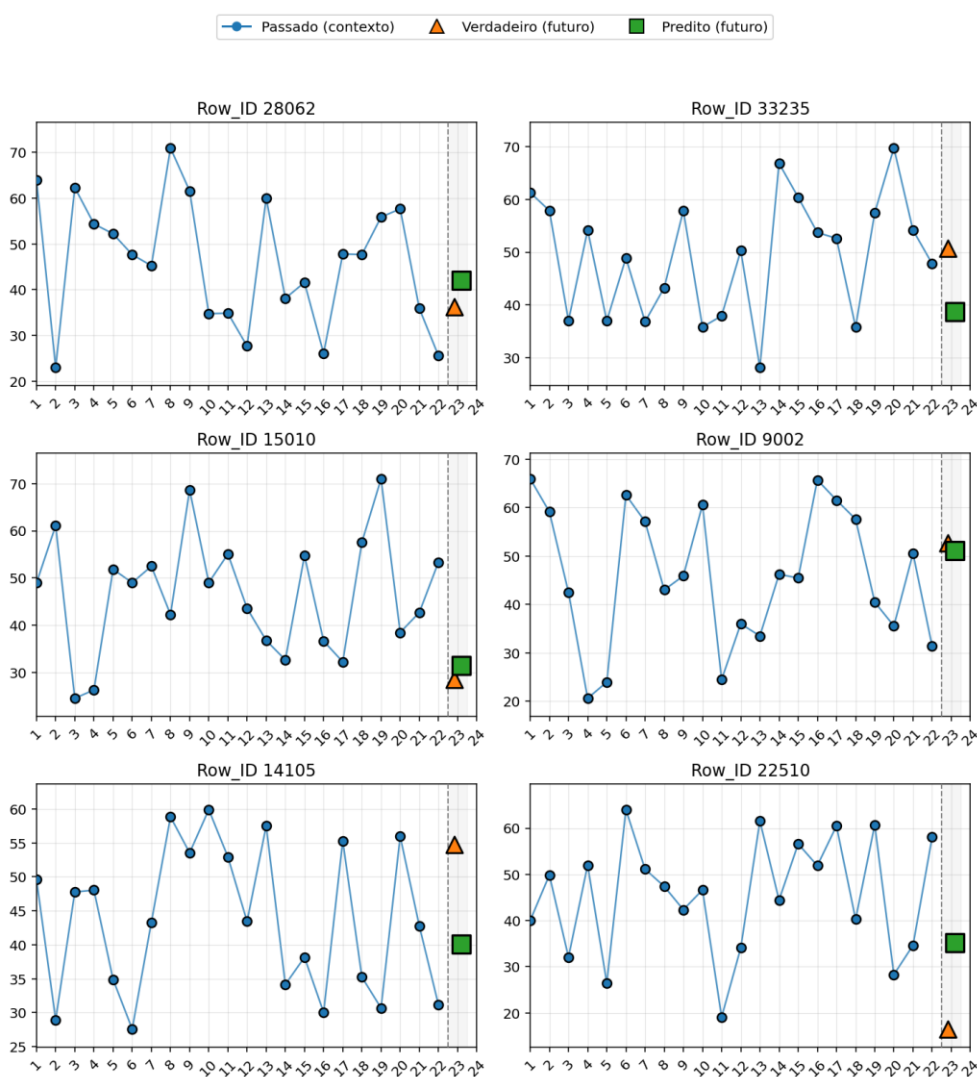 Passado (contexto) Verdadeiro (futuro) Predito (futuro)
Row_ID 28062
70
60
50
40
30
20
1 2 3 4 5 6 7 8 9 10 11 12 13 14 15 16 17 18 19 20 21 22 23 24
Row_ID 33235
70
60
50
40
30
1 2 3 4 5 6 7 8 9 10 11 12 13 14 15 16 17 18 19 20 21 22 23 24
Row_ID 15010
70
60
50
40
30
1 2 3 4 5 6 7 8 9 10 11 12 13 14 15 16 17 18 19 20 21 22 23 24
Row_ID 9002
70
60
50
40
30
20
1 2 3 4 5 6 7 8 9 10 11 12 13 14 15 16 17 18 19 20 21 22 23 24
Row_ID 14105
60
55
50
45
40
35
30
25
1 2 3 4 5 6 7 8 9 10 11 12 13 14 15 16 17 18 19 20 21 22 23 24
Row_ID 22510
60
50
40
30
20
1 2 3 4 5 6 7 8 9 10 11 12 13 14 15 16 17 18 19 20 21 22 23 24